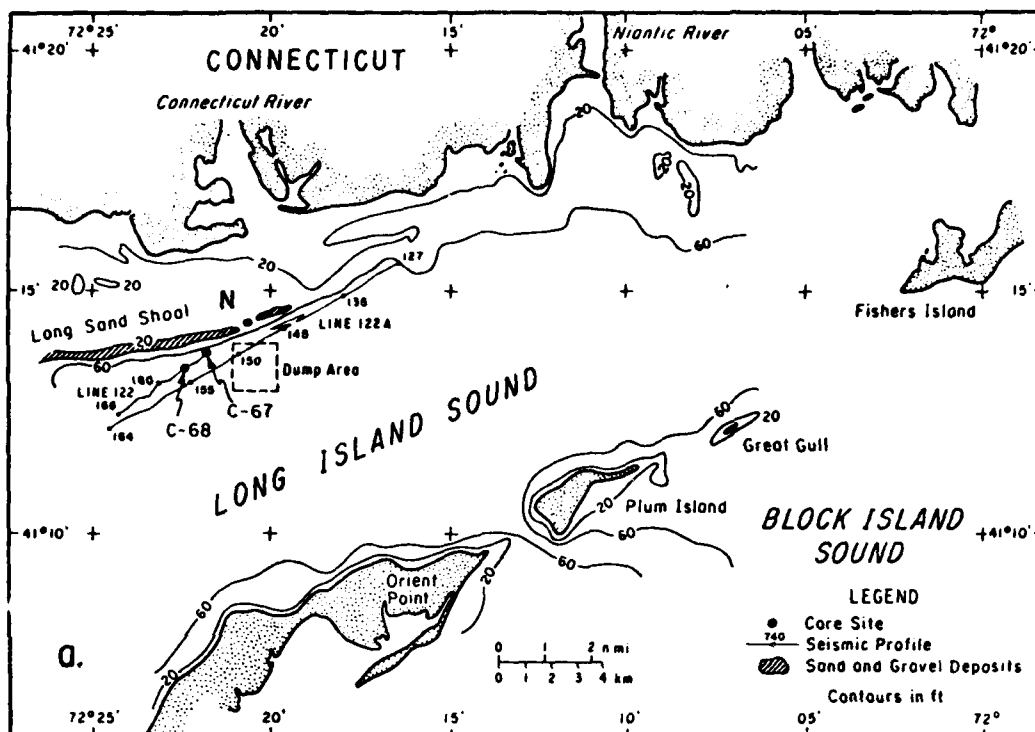 72°25' 20' 15' 10' 05' 72°
41°20' 41°20'
Niantic River
CONNECTICUT
Connecticut River
20
20
20
20
60
127
20 20
15' 15'
N
136
Fishers Island
Long Sand Shoal
LINE 122A
20
148
60
150
Dump Area
LINE 122
160
155
166
C-67
164
C-68
LONG ISLAND SOUND
60
20
Great Gull
20
Plum Island
41°10' 10'
60
60
BLOCK ISLAND
SOUND
60
Orient
Point
20
LEGEND
Core Site
a.
0 1 2 n mi
740
Seismic Profile
0 1 2 3 4 km
Sand and Gravel Deposits
20
Contours in ft
72°25' 20' 15' 10' 05' 72°